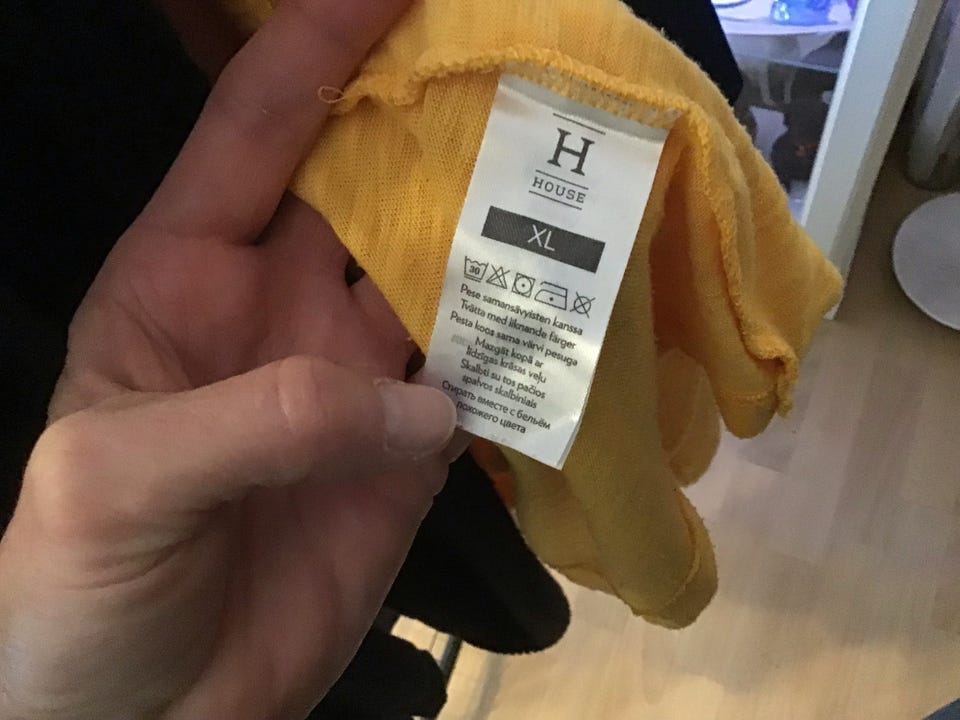 H
HOUSE
XL
30
Pese samansävyisten kanssa
Tvätta med liknande färger
Pesta koos sama värvi pesuga
Mazgāt kopā ar
līdzīgas krāsas veļu
Skalbti su tos pačios
spalvos skalbiniais
Стирать вместе с бельём
похожего цвета